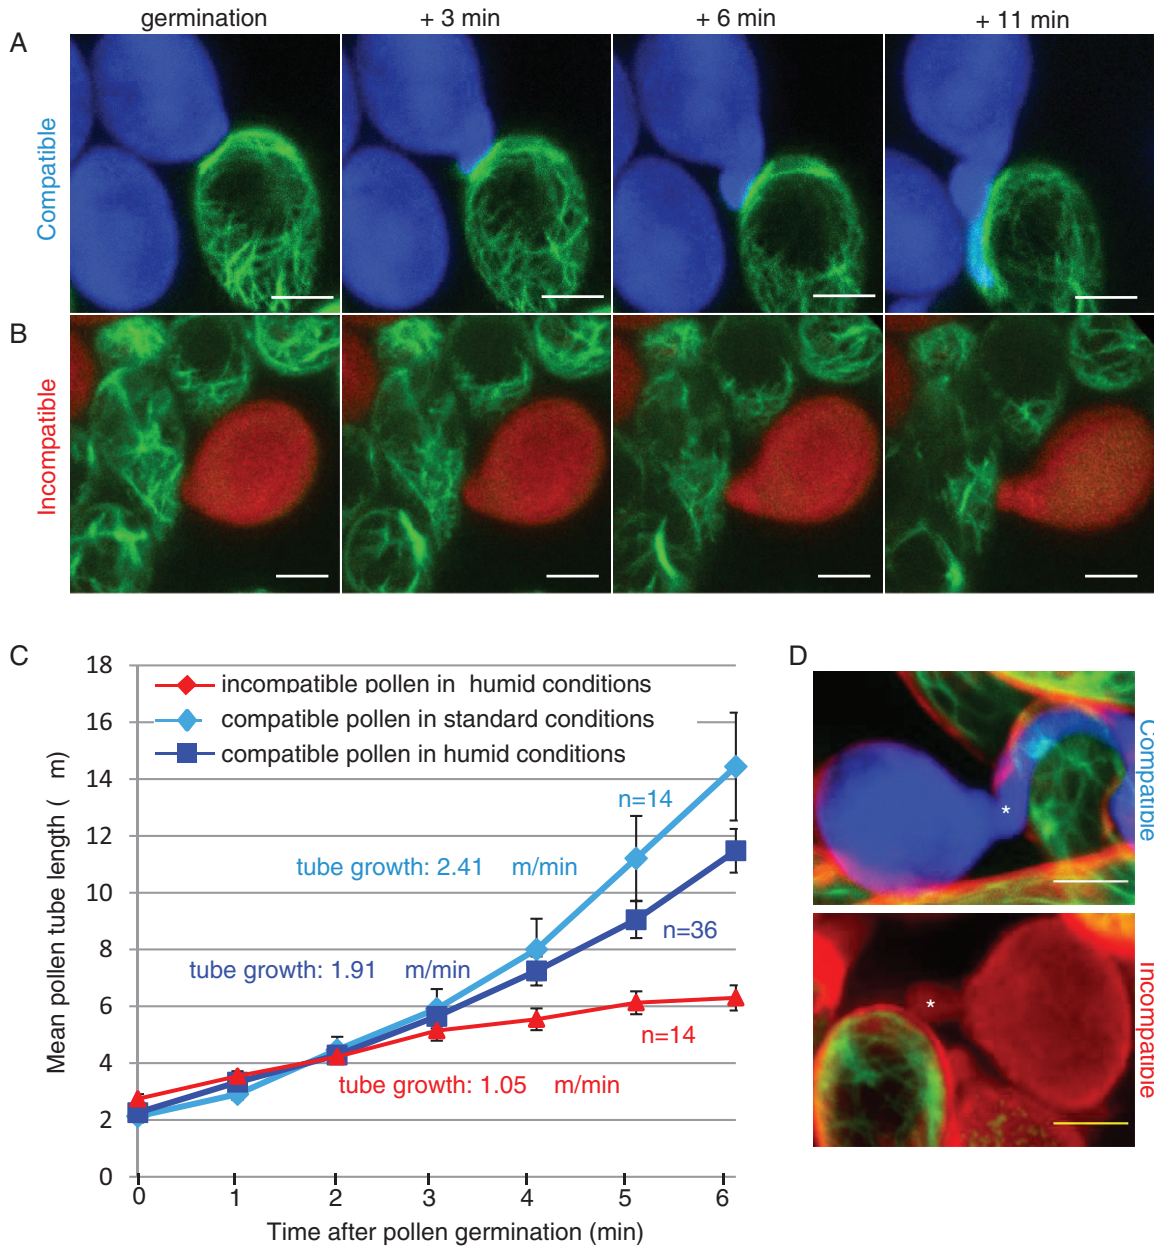 germination + 3 min + 6 min + 11 min
A
Compatible
B
Incompatible
C
D
18
16
14
12
10
8
6
4
2
0
Mean pollen tube length ( m)
incompatible pollen in humid conditions
compatible pollen in standard conditions
compatible pollen in humid conditions
n=14
tube growth: 2.41 m/min
n=36
tube growth: 1.91 m/min
n=14
tube growth: 1.05 m/min
0 1 2 3 4 5 6
Time after pollen germination (min)
*
Compatible
*
Incompatible